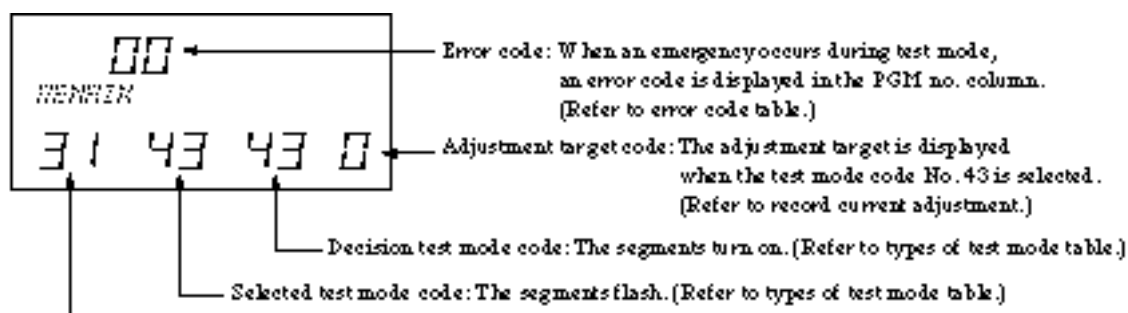 00
REMAIN
31 43 43 0
Error code: When an emergency occurs during test mode,
an error code is displayed in the PGM no. column.
(Refer to error code table.)
Adjustment target code: The adjustment target is displayed
when the test mode code No. 43 is selected.
(Refer to record current adjustment.)
Decision test mode code: The segments turn on. (Refer to types of test mode table.)
Selected test mode code: The segments flash. (Refer to types of test mode table.)